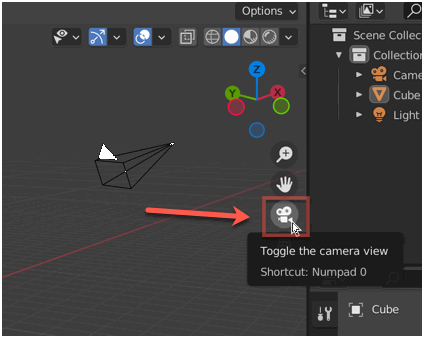 Options
Scene Collec
Collection
Came
Cube
Light
Z
Y
X
Toggle the camera view
Shortcut: Numpad 0
Cube